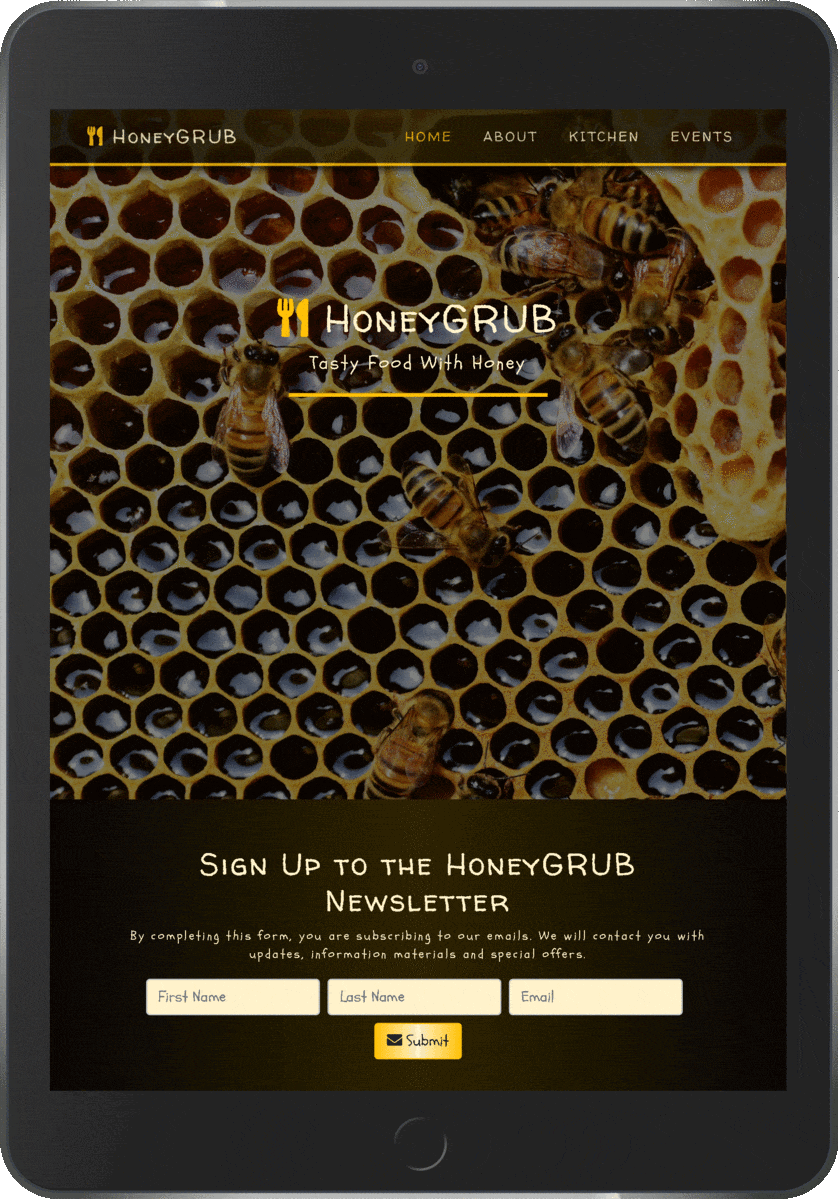 HoneyGRUB HOME ABOUT KITCHEN EVENTS
HoneyGRUB
Tasty Food With Honey
Sign Up to the HoneyGRUB
Newsletter
By completing this form, you are subscribing to our emails. We will contact you with
updates, information materials and special offers.
First Name Last Name Email
Submit